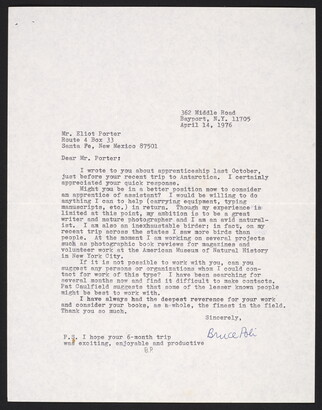 362 Middle Road
Bayport, N.Y. 11705
April 14, 1976
Mr. Eliot Porter
Route 4 Box 33
Santa Fe, New Mexico 87501
Dear Mr. Porter:
I wrote to you about apprenticeship last October,
just before your recent trip to Antarctica. I certainly
appreciated your quick response.
Might you be in a better position now to consider
an apprentice of assistant? I would be willing to do
anything I can to help (carrying equipment, typing
manuscripts, etc.) in return. Though my experience is
limited at this point, my ambition is to be a great
writer and nature photographer and I am an avid natural-
ist. I am also an inexhaustable birder; in fact, on my
recent trip across the states I saw more birds than
people. At the moment I am working on several projects
such as photographic book reviews for magazines and
volunteer work at the American Museum of Natural History
in New York City.
If it is not possible to work with you, can you
suggest any persons or organizations whom I could con-
tact for work of this type? I have been searching for
several months now and find it difficult to make contacts.
Pat Caulfield suggests that some of the lesser known people
might be best to work with.
I have always had the deepest reverence for your work
and consider your books, as a whole, the finest in the field.
Thank you so much.
Sincerely,
Bruce Poli
P.S. I hope your 6-month trip
was exciting, enjoyable and productive
BP